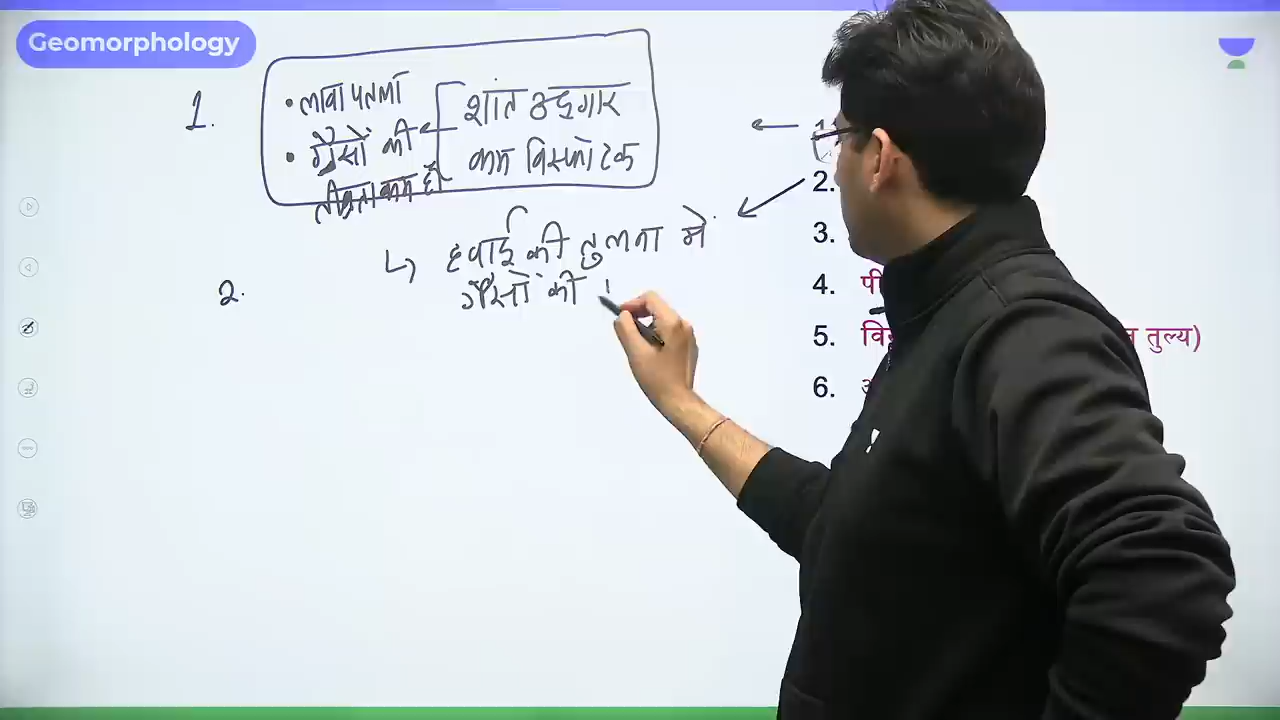 Geomorphology
1.
• लावा पतला
• गैसों की
तीव्रता कम हो
शांत उद्‌गार
कम विस्फोटक
2.
↳ हवाई की तुलना में
गैसों की
2.
3.
4.
5.
तुल्य)
6.